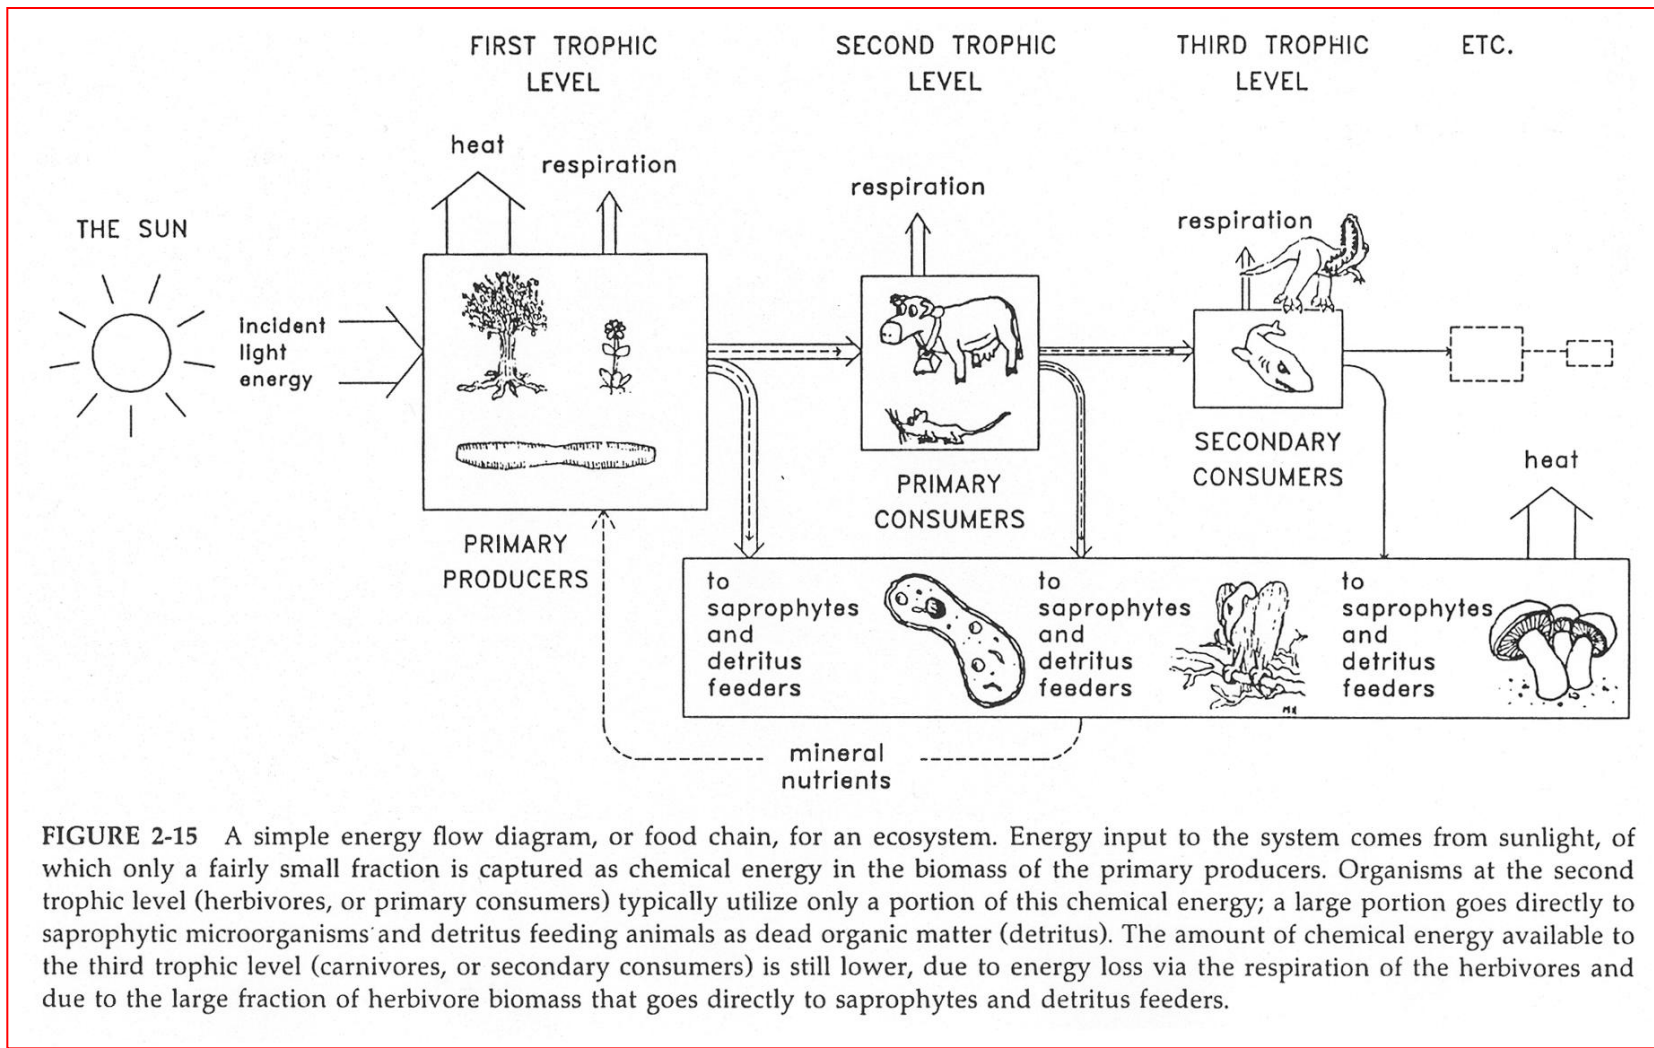 FIRST TROPHIC
LEVEL
SECOND TROPHIC
LEVEL
THIRD TROPHIC
LEVEL
ETC.
heat
respiration
respiration
respiration
THE SUN
incident
light
energy
PRIMARY
PRODUCERS
PRIMARY
CONSUMERS
SECONDARY
CONSUMERS
heat
to
saprophytes
and
detritus
feeders
to
saprophytes
and
detritus
feeders
to
saprophytes
and
detritus
feeders
mineral
nutrients
FIGURE 2-15 A simple energy flow diagram, or food chain, for an ecosystem. Energy input to the system comes from sunlight, of
which only a fairly small fraction is captured as chemical energy in the biomass of the primary producers. Organisms at the second
trophic level (herbivores, or primary consumers) typically utilize only a portion of this chemical energy; a large portion goes directly to
saprophytic microorganisms and detritus feeding animals as dead organic matter (detritus). The amount of chemical energy available to
the third trophic level (carnivores, or secondary consumers) is still lower, due to energy loss via the respiration of the herbivores and
due to the large fraction of herbivore biomass that goes directly to saprophytes and detritus feeders.